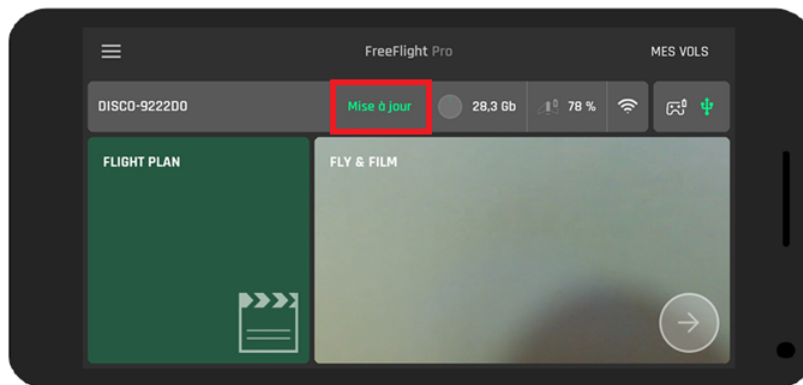 FreeFlight Pro
MES VOLS
DISCO-9222D0
Mise à jour
28,3 Gb
78 %
FLIGHT PLAN
FLY & FILM